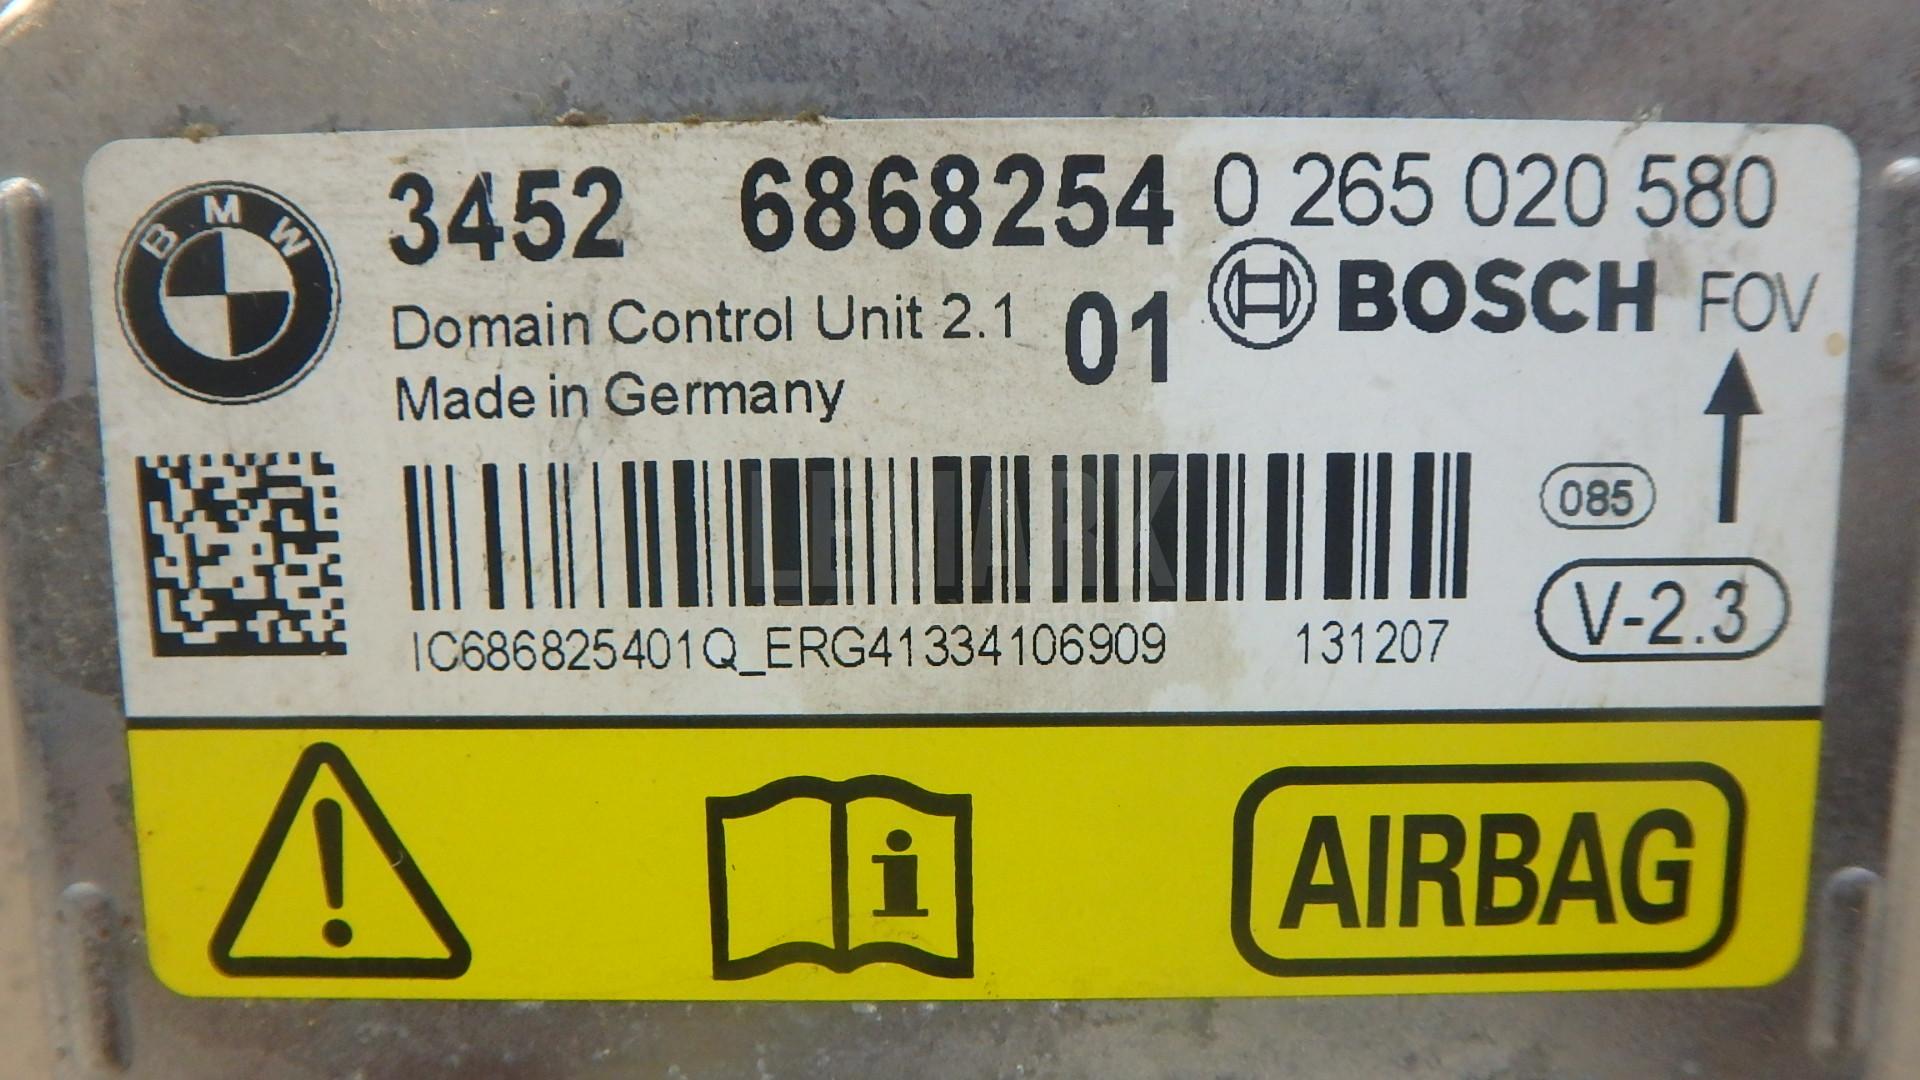 BMW
3452 6868254
0 265 020 580
Domain Control Unit 2.1
01
BOSCH
FOV
Made in Germany
085
LEMARK
V-2.3
IC686825401Q_ERG41334106909
131207
i
AIRBAG